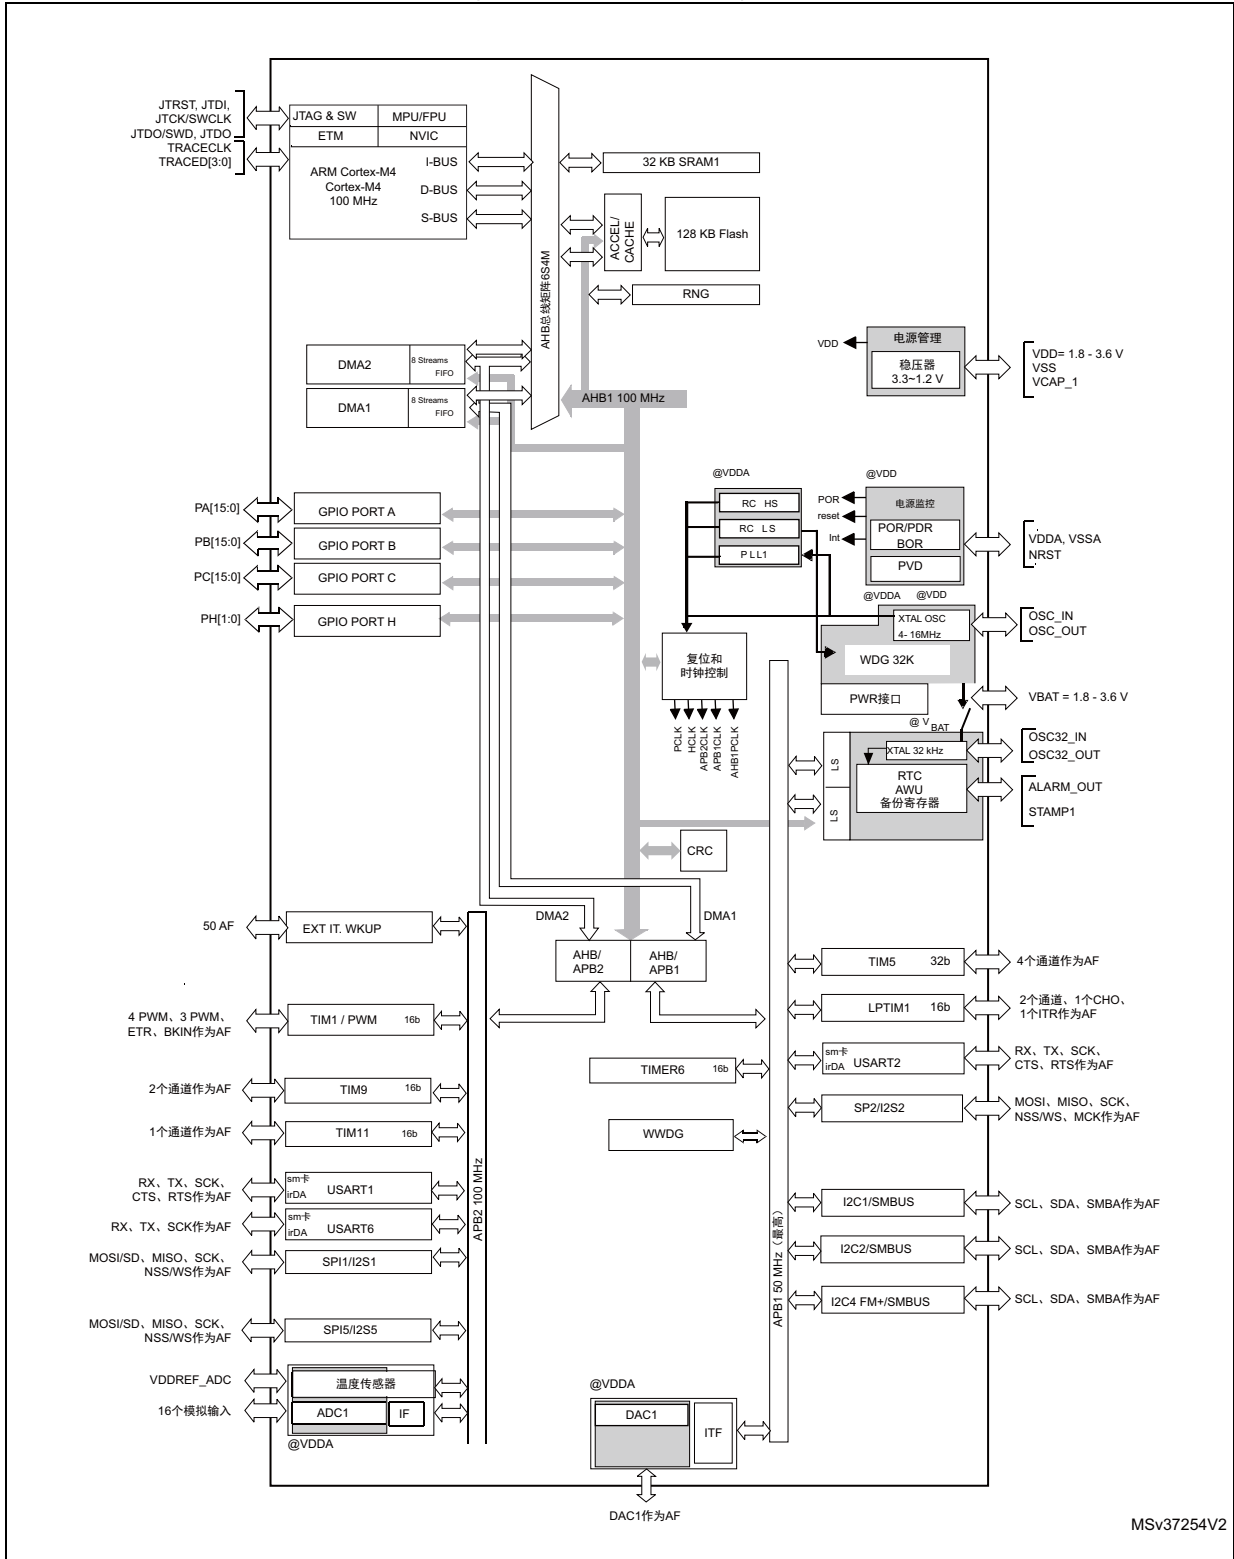 JTRST, JTDI,
JTCK/SWCLK
JTDO/SWD, JTDO
TRACECLK
TRACED[3:0]
JTAG & SW
MPU/FPU
ETM
NVIC
ARM Cortex-M4
Cortex-M4
100 MHz
I-BUS
D-BUS
S-BUS
AHB总线矩阵6S4M
32 KB SRAM1
ACCEL/
CACHE
128 KB Flash
RNG
DMA2
8 Streams
FIFO
DMA1
8 Streams
FIFO
AHB1 100 MHz
VDD
电源管理
稳压器
3.3~1.2 V
VDD= 1.8 - 3.6 V
VSS
VCAP_1
@VDDA
RC HS
RC LS
PLL1
@VDD
POR
reset
Int
电源监控
POR/PDR
BOR
PVD
VDDA, VSSA
NRST
@VDDA
@VDD
XTAL OSC
4- 16MHz
OSC_IN
OSC_OUT
WDG 32K
PWR接口
VBAT = 1.8 - 3.6 V
@ VBAT
PA[15:0]
GPIO PORT A
PB[15:0]
GPIO PORT B
PC[15:0]
GPIO PORT C
PH[1:0]
GPIO PORT H
复位和
时钟控制
PCLK
HCLK
APB2CLK
APB1CLK
AHB1PCLK
LS
LS
XTAL 32 kHz
OSC32_IN
OSC32_OUT
RTC
AWU
备份寄存器
ALARM_OUT
STAMP1
CRC
DMA2
DMA1
AHB/
APB2
AHB/
APB1
50 AF
EXT IT. WKUP
4 PWM、3 PWM、
ETR、BKIN作为AF
TIM1 / PWM
16b
2个通道作为AF
TIM9
16b
1个通道作为AF
TIM11
16b
RX、TX、SCK、
CTS、RTS作为AF
sm卡
irDA
USART1
RX、TX、SCK作为AF
sm卡
irDA
USART6
MOSI/SD、MISO、SCK、
NSS/WS作为AF
SPI1/I2S1
MOSI/SD、MISO、SCK、
NSS/WS作为AF
SPI5/I2S5
VDDREF_ADC
温度传感器
16个模拟输入
ADC1
IF
@VDDA
APB2 100 MHz
TIMER6
16b
WWDG
APB1 50 MHz（最高）
TIM5
32b
4个通道作为AF
LPTIM1
16b
2个通道、1个CHO、
1个ITR作为AF
sm卡
irDA
USART2
RX、TX、SCK、
CTS、RTS作为AF
SP2/I2S2
MOSI、MISO、SCK、
NSS/WS、MCK作为AF
I2C1/SMBUS
SCL、SDA、SMBA作为AF
I2C2/SMBUS
SCL、SDA、SMBA作为AF
I2C4 FM+/SMBUS
SCL、SDA、SMBA作为AF
@VDDA
DAC1
ITF
DAC1作为AF
MSv37254V2